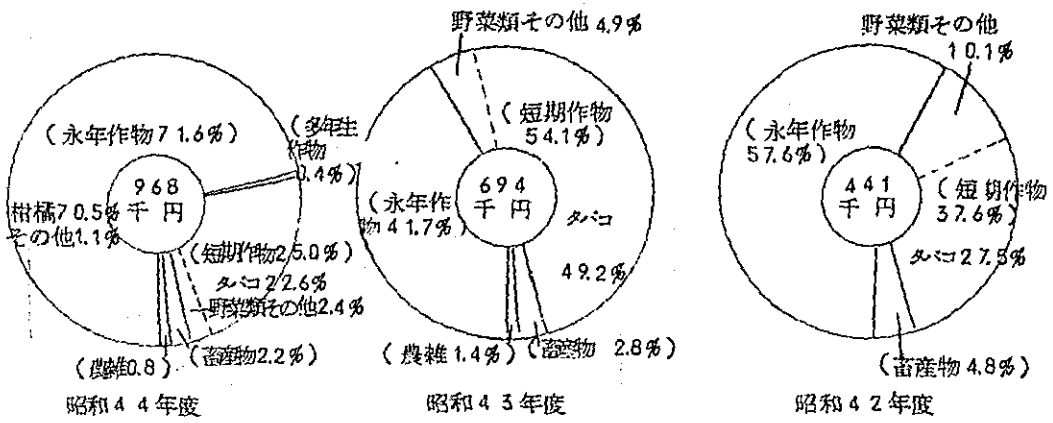 (永年作物71.6%)
(多年生
作物
0.4%)
968
千円
柑橘70.5%
その他1.1%
(短期作物25.0%)
タバコ22.6%
野菜類その他2.4%
(畜産物2.2%)
(農雑0.8)
昭和44年度
野菜類その他4.9%
(短期作物
54.1%)
694
千円
(永年作
物41.7%)
タバコ
49.2%
(農雑1.4%)
(畜産物 2.8%)
昭和43年度
野菜類その他
10.1%
(永年作物
57.6%)
441
千円
(短期作物
37.6%)
タバコ27.5%
(畜産物4.8%)
昭和42年度